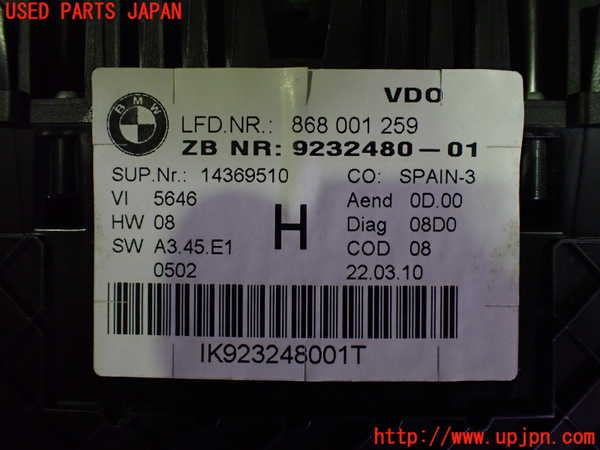 USED PARTS JAPAN
BMW
VDO
LFD.NR.: 868 001 259
ZB NR: 9232480-01
SUP.Nr.: 14369510 CO: SPAIN-3
VI 5646 Aend 0D.00
HW 08 Diag 08D0
SW A3.45.E1 H COD 08
0502 22.03.10
IK923248001T
http://www.upjpn.com/